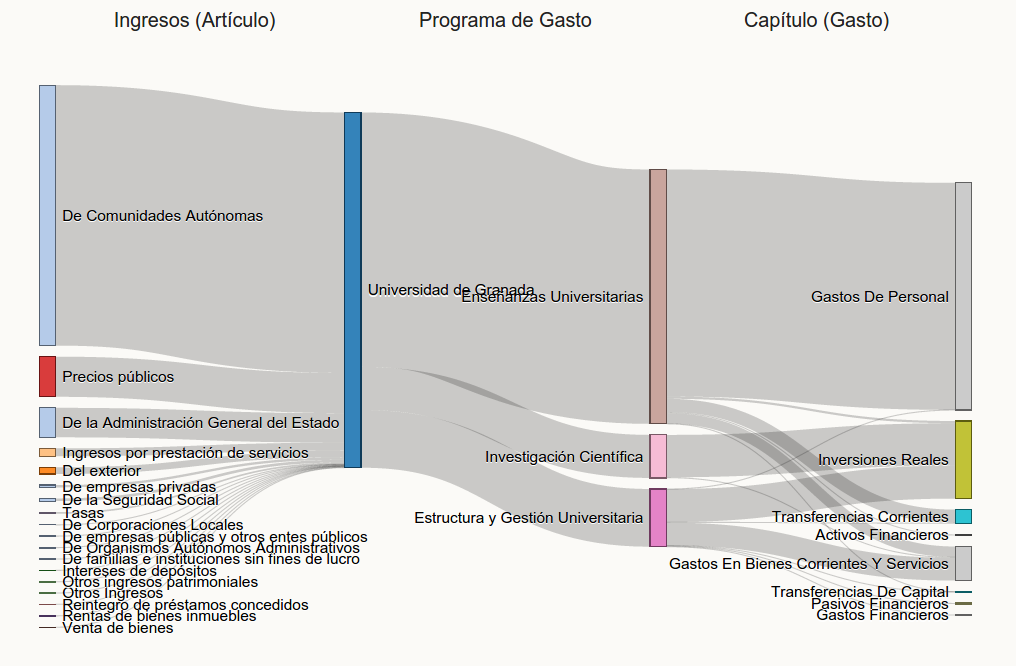 Ingresos (Artículo)
Programa de Gasto
Capítulo (Gasto)
De Comunidades Autónomas
Precios públicos
De la Administración General del Estado
Ingresos por prestación de servicios
Del exterior
De empresas privadas
De la Seguridad Social
Tasas
De Corporaciones Locales
De empresas públicas y otros entes públicos
De Organismos Autónomos Administrativos
De familias e instituciones sin fines de lucro
Intereses de depósitos
Otros ingresos patrimoniales
Otros Ingresos
Reintegro de préstamos concedidos
Rentas de bienes inmuebles
Venta de bienes
Universidad de Granada
Enseñanzas Universitarias
Investigación Científica
Estructura y Gestión Universitaria
Gastos De Personal
Inversiones Reales
Transferencias Corrientes
Activos Financieros
Gastos En Bienes Corrientes Y Servicios
Transferencias De Capital
Pasivos Financieros
Gastos Financieros